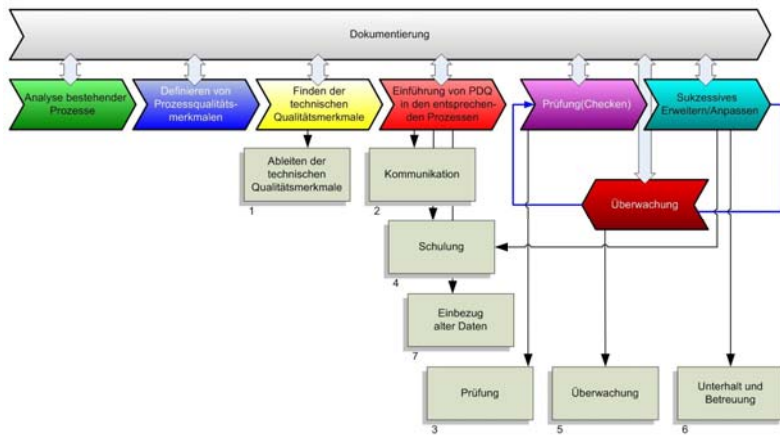 Dokumentierung
Analyse bestehender
Prozesse
Definieren von
Prozessqualitäts-
merkmalen
Finden der
technischen
Qualitätsmerkmale
Einführung von PDQ
in den entsprechen-
den Prozessen
Prüfung(Checken)
Sukzessives
Erweitern/Anpassen
Ableiten der
technischen
Qualitätsmerkmale
1
Kommunikation
2
Überwachung
Schulung
4
Einbezug
alter Daten
7
Prüfung
3
Überwachung
5
Unterhalt und
Betreuung
6